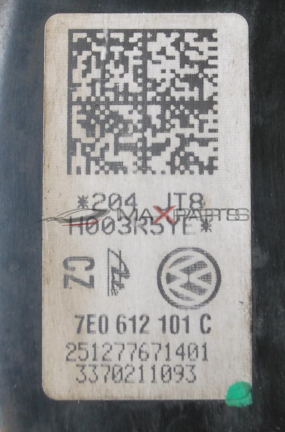 *204 JT8
MAXPARTS
H003R5YE*
CZ
7E0 612 101 C
251277671401
3370211093